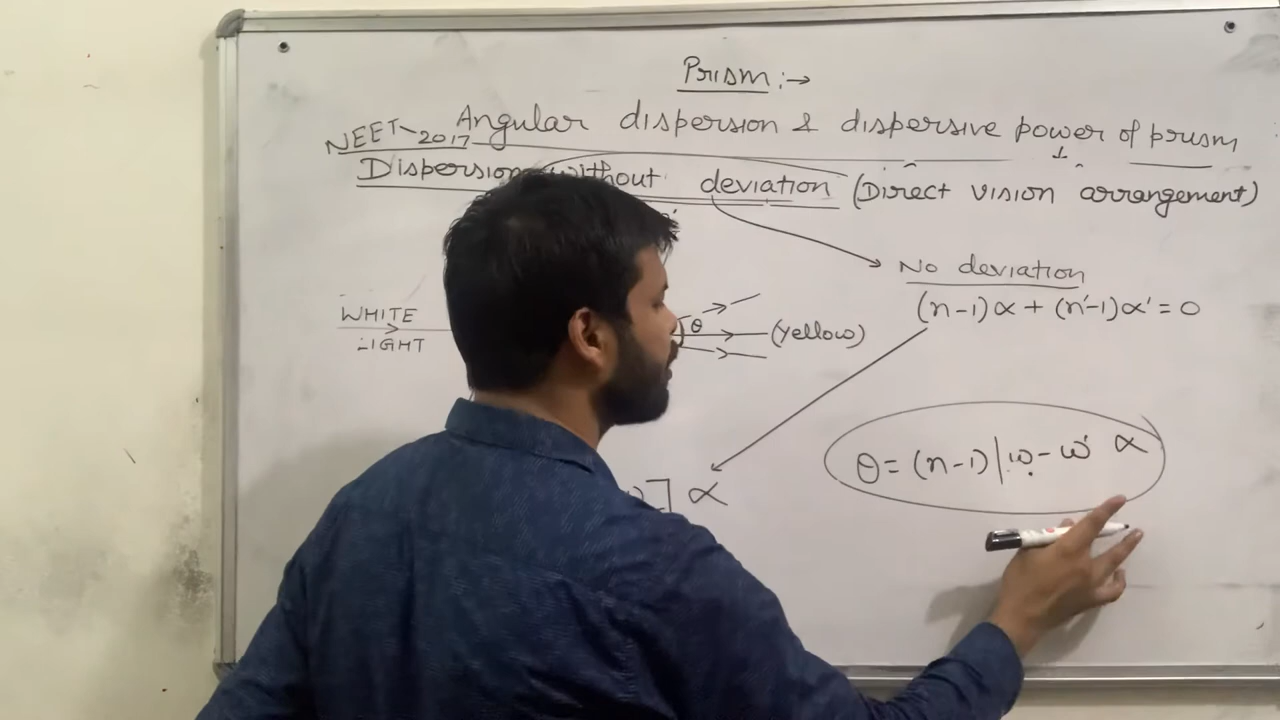 Prism :→
Angular dispersion & dispersive power of prism
NEET-2017
Dispersion without deviation (Direct vision arrangement)
No deviation
(n-1)α + (n'-1)α' = 0
WHITE
LIGHT
θ
(Yellow)
θ = (n-1) |ω - ω' α
] α